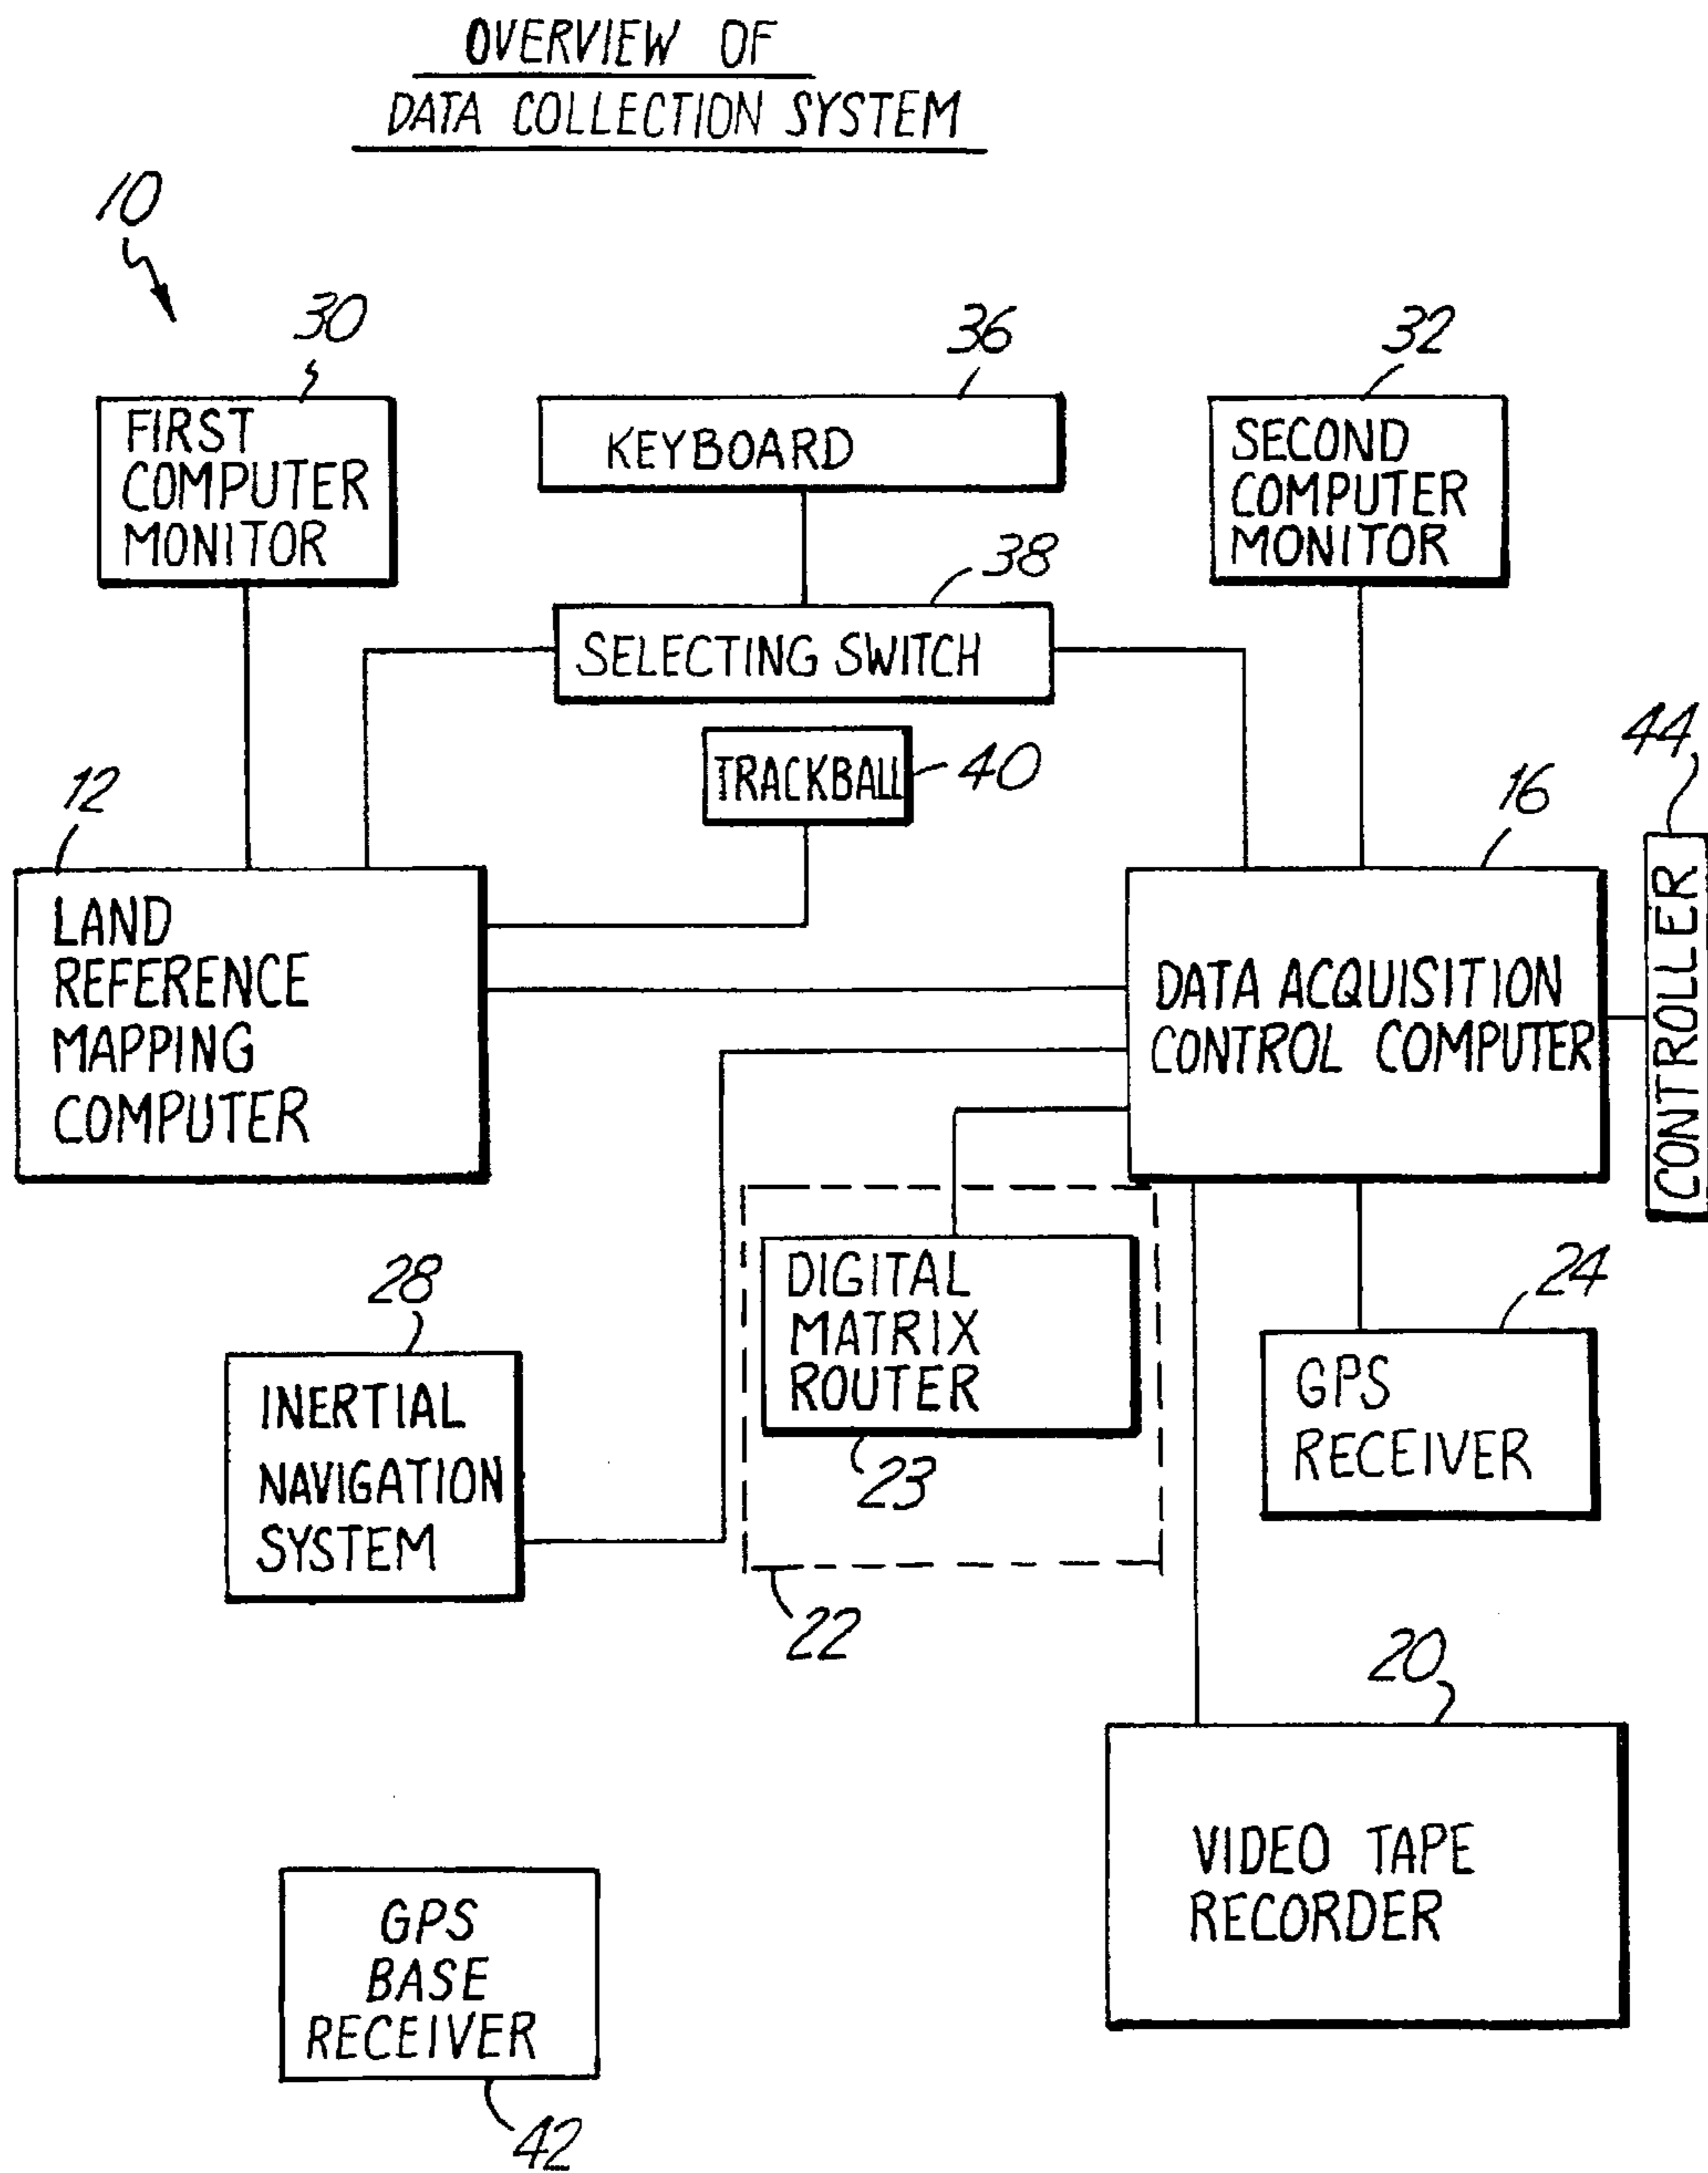 OVERVIEW OF
DATA COLLECTION SYSTEM
10
30
36
32
FIRST
COMPUTER
MONITOR
KEYBOARD
SECOND
COMPUTER
MONITOR
38
SELECTING SWITCH
44
12
TRACKBALL
40
16
LAND
REFERENCE
MAPPING
COMPUTER
DATA ACQUISITION
CONTROL COMPUTER
CONTROLLER
28
DIGITAL
MATRIX
ROUTER
24
INERTIAL
NAVIGATION
SYSTEM
23
GPS
RECEIVER
22
20
VIDEO TAPE
RECORDER
GPS
BASE
RECEIVER
42